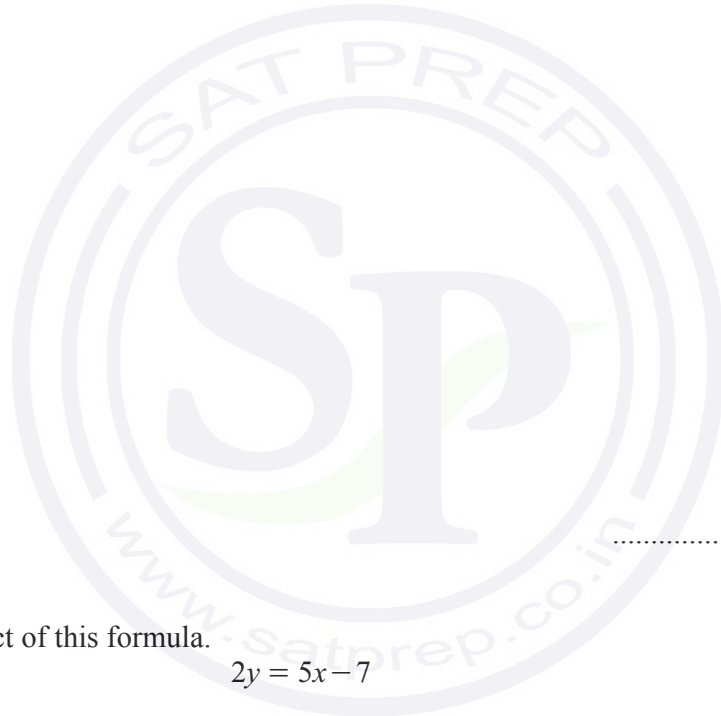 SAT PREP
SP
..............
ct of this formula.
2y = 5x − 7
www.satprep.co.in